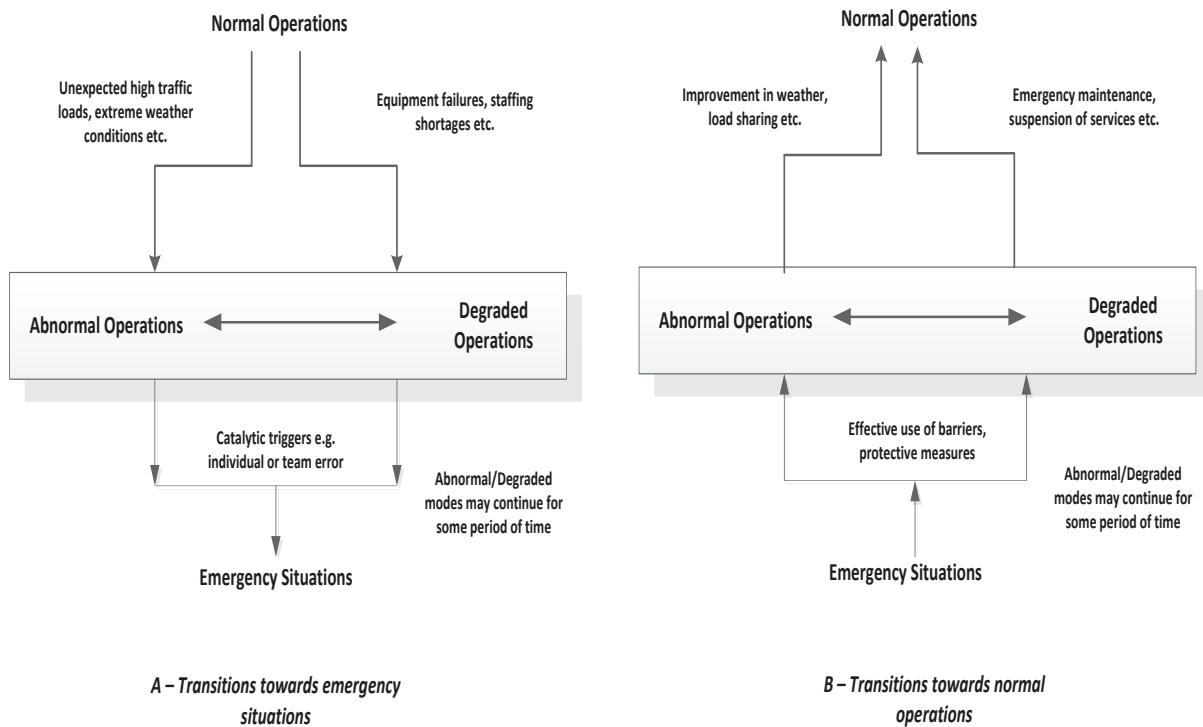 Normal Operations
Unexpected high traffic
loads, extreme weather
conditions etc.
Equipment failures, staffing
shortages etc.
Abnormal Operations
Degraded
Operations
Catalytic triggers e.g.
individual or team error
Abnormal/Degraded
modes may continue for
some period of time
Emergency Situations
A – Transitions towards emergency
situations
Normal Operations
Improvement in weather,
load sharing etc.
Emergency maintenance,
suspension of services etc.
Abnormal Operations
Degraded
Operations
Effective use of barriers,
protective measures
Abnormal/Degraded
modes may continue for
some period of time
Emergency Situations
B – Transitions towards normal
operations